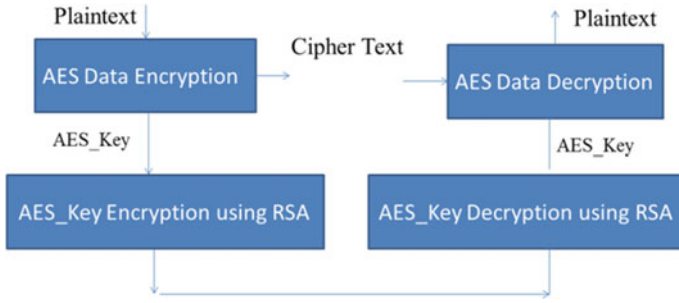 Plaintext
Plaintext
Cipher Text
AES Data Encryption
AES Data Decryption
AES_Key
AES_Key
AES_Key Encryption using RSA
AES_Key Decryption using RSA